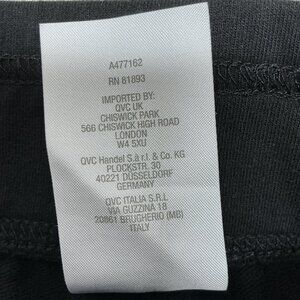 A477162
RN 81893
IMPORTED BY:
QVC UK
CHISWICK PARK
566 CHISWICK HIGH ROAD
LONDON
W4 5XU
QVC Handel S.à r.l. & Co. KG
PLOCKSTR. 30
40221 DÜSSELDORF
GERMANY
QVC ITALIA S.R.L
VIA GUZZINA 18
20861 BRUGHERIO (MB)
ITALY